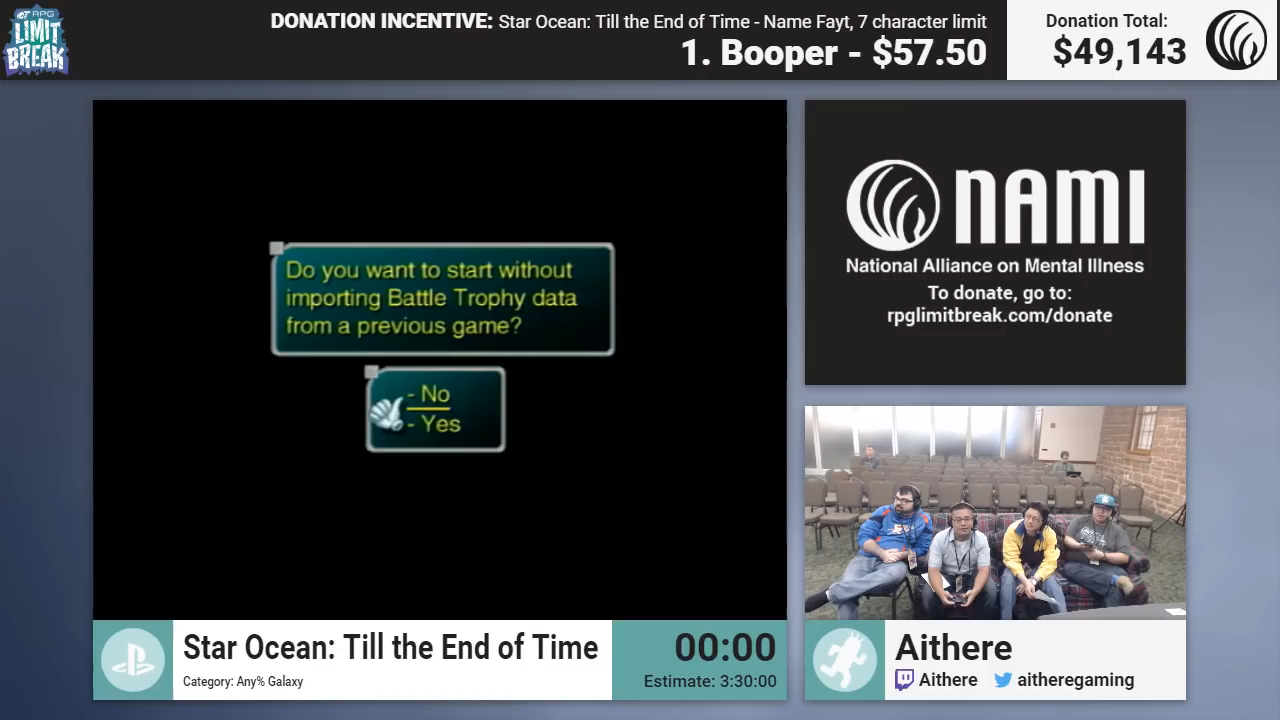 RPG
LIMIT
BREAK
DONATION INCENTIVE: Star Ocean: Till the End of Time - Name Fayt, 7 character limit
1. Booper - $57.50
Donation Total:
$49,143
Do you want to start without
importing Battle Trophy data
from a previous game?
- No
- Yes
NAMI
National Alliance on Mental Illness
To donate, go to:
rpglimitbreak.com/donate
Star Ocean: Till the End of Time
Category: Any% Galaxy
00:00
Estimate: 3:30:00
Aithere
Aithere
aitheregaming